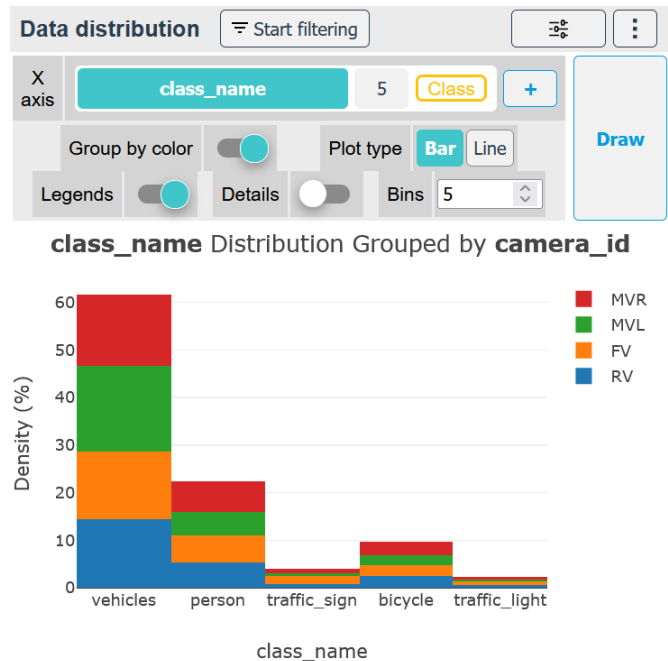 Data distribution Start filtering
X axis class_name 5 Class +
Group by color Plot type Bar Line Draw
Legends Details Bins 5
class_name Distribution Grouped by camera_id
60
50
40
30
20
10
0
Density (%)
MVR
MVL
FV
RV
vehicles person traffic_sign bicycle traffic_light
class_name